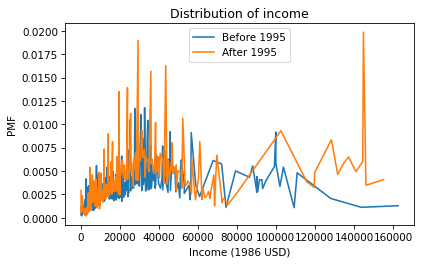 Distribution of income
Before 1995
After 1995
PMF
0.0200
0.0175
0.0150
0.0125
0.0100
0.0075
0.0050
0.0025
0.0000
0 20000 40000 60000 80000 100000 120000 140000 160000
Income (1986 USD)